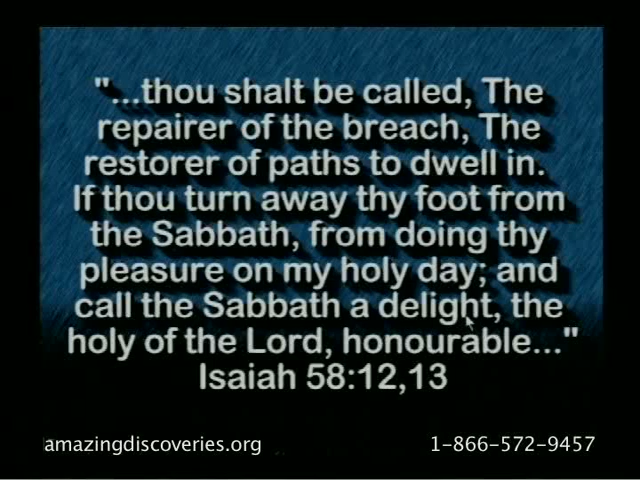 "...thou shalt be called, The
repairer of the breach, The
restorer of paths to dwell in.
If thou turn away thy foot from
the Sabbath, from doing thy
pleasure on my holy day; and
call the Sabbath a delight, the
holy of the Lord, honourable..."
Isaiah 58:12,13
amazingdiscoveries.org
1-866-572-9457